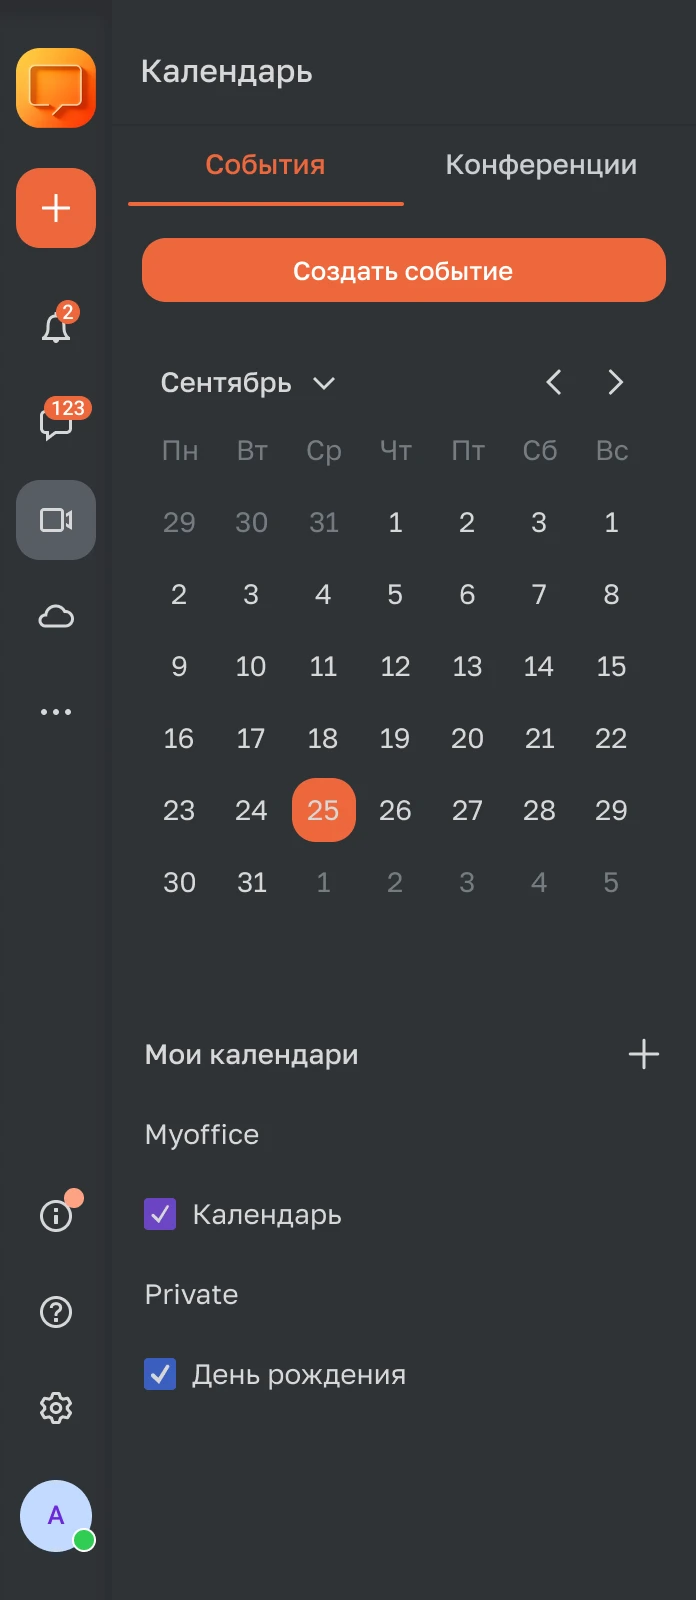 Календарь
События Конференции
Создать событие
2
Сентябрь
123
Пн Вт Ср Чт Пт Сб Вс
29 30 31 1 2 3 1
2 3 4 5 6 7 8
9 10 11 12 13 14 15
16 17 18 19 20 21 22
23 24 25 26 27 28 29
30 31 1 2 3 4 5
Мои календари
Myoffice
Календарь
Private
День рождения
A